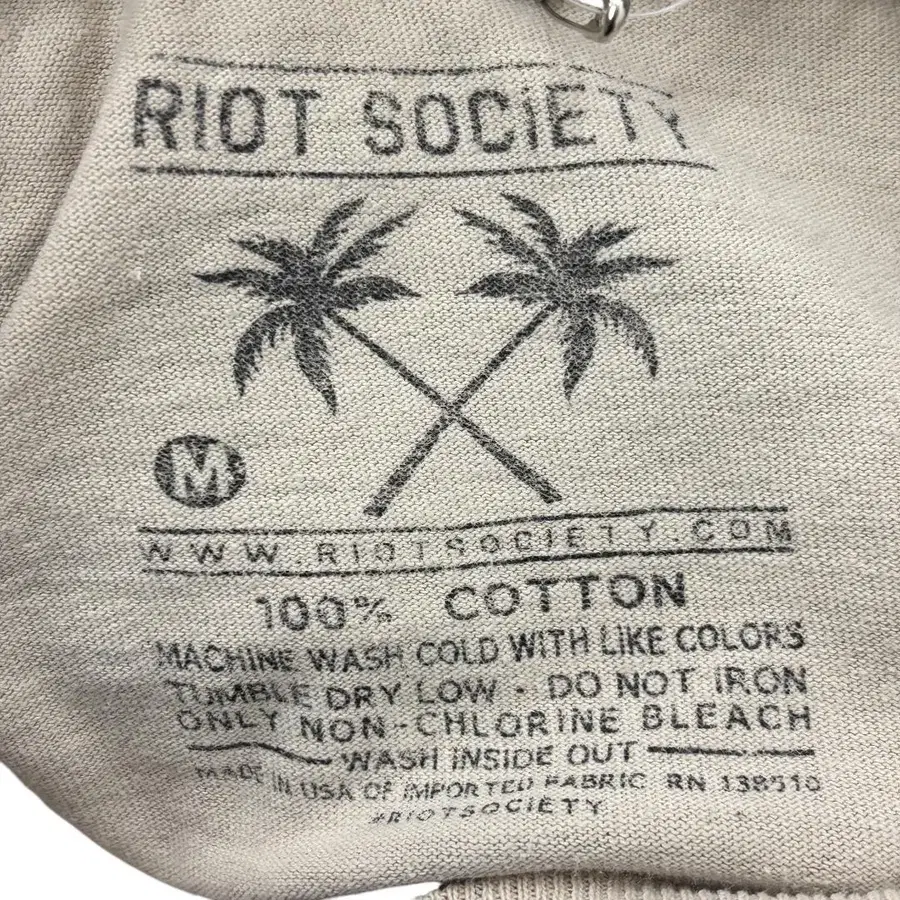 RIOT SOCiETY
M
WWW.RIOTSOCIETY.COM
100% COTTON
MACHINE WASH COLD WITH LIKE COLORS
TUMBLE DRY LOW - DO NOT IRON
ONLY NON-CHLORINE BLEACH
WASH INSIDE OUT
MADE IN USA OF IMPORTED FABRIC RN 138510
#RIOTSOCIETY